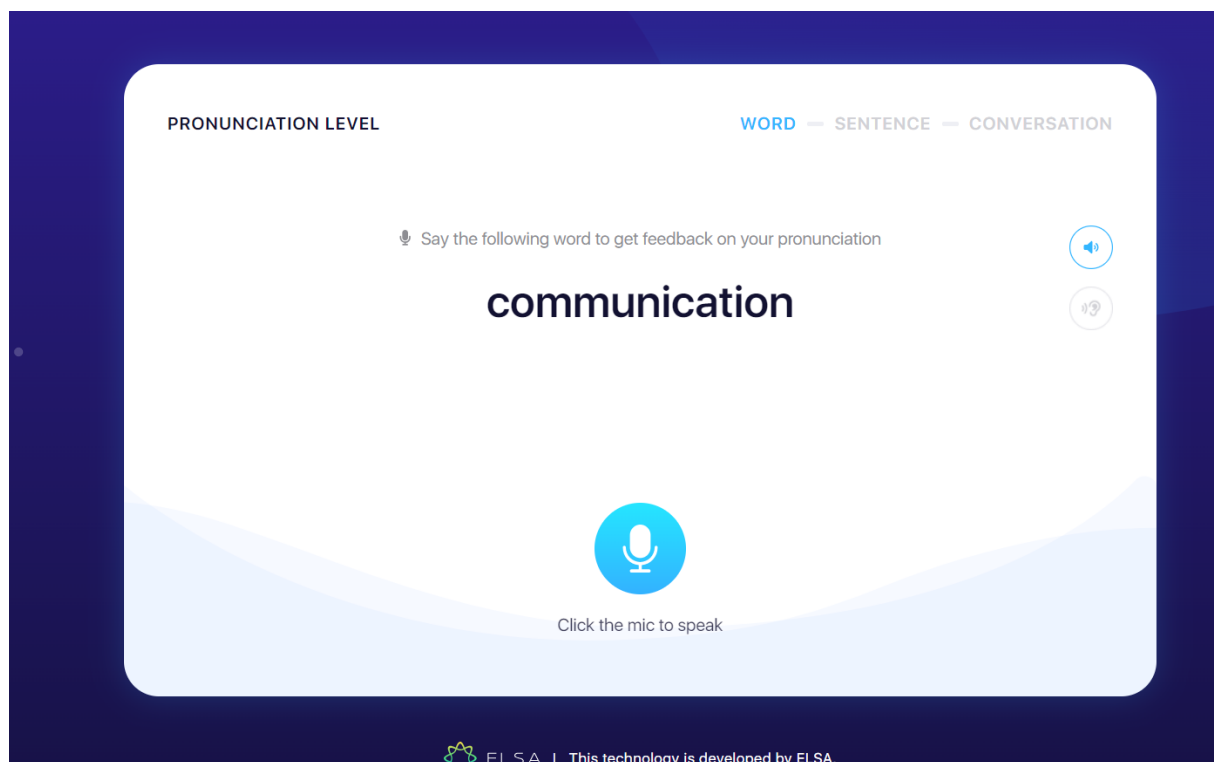 PRONUNCIATION LEVEL
WORD — SENTENCE — CONVERSATION
Say the following word to get feedback on your pronunciation
communication
Click the mic to speak
ELSA | This technology is developed by ELSA